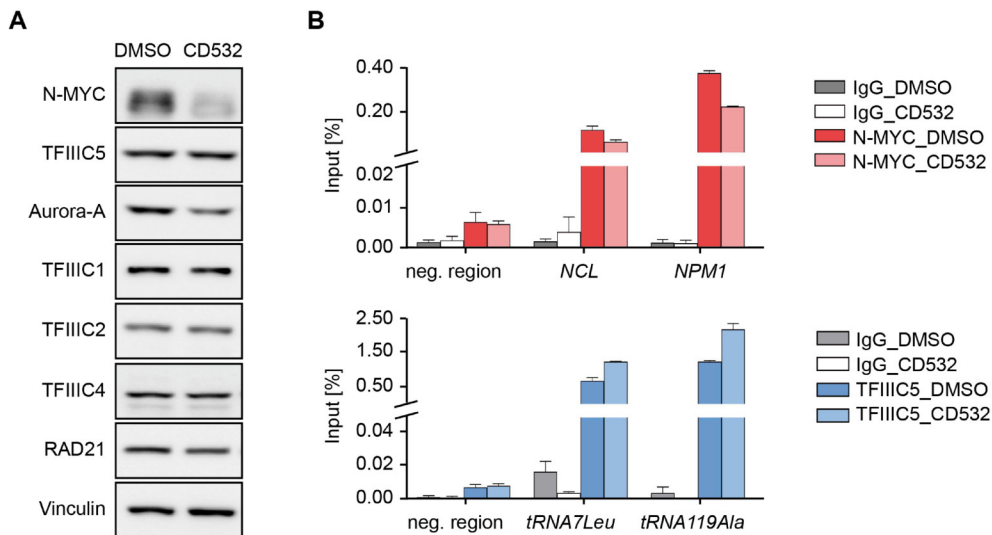 A
DMSO CD532
N-MYC
TFIIIC5
Aurora-A
TFIIIC1
TFIIIC2
TFIIIC4
RAD21
Vinculin
B
Input [%]
0.40
0.20
0.02
0.01
0.00
neg. region NCL NPM1
IgG_DMSO
IgG_CD532
N-MYC_DMSO
N-MYC_CD532
Input [%]
2.50
1.50
0.50
0.04
0.02
0.00
neg. region tRNA7Leu tRNA119Ala
IgG_DMSO
IgG_CD532
TFIIIC5_DMSO
TFIIIC5_CD532